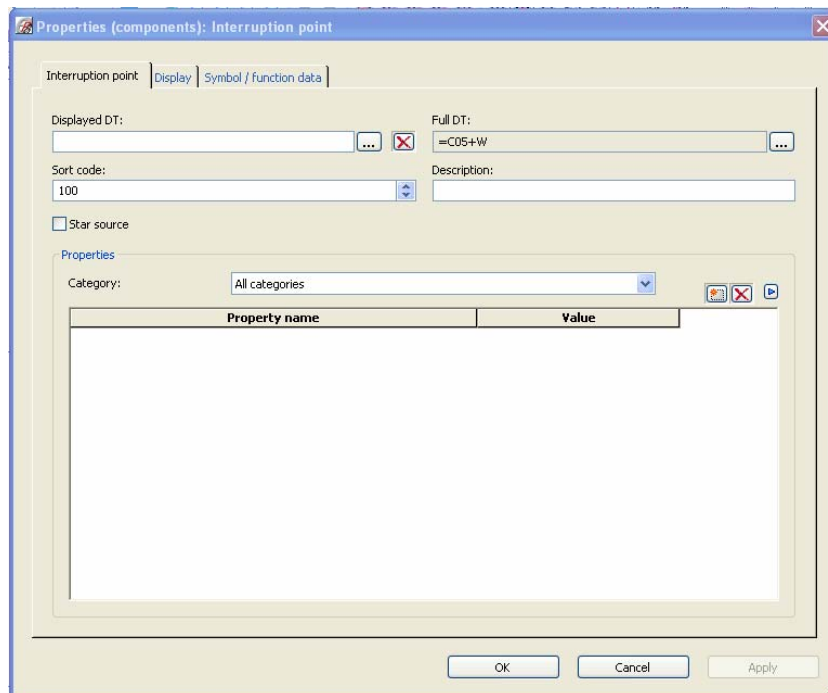 Properties (components): Interruption point
Interruption point Display Symbol / function data
Displayed DT: Full DT:
... =C05+W ...
Sort code: Description:
100
Star source
Properties
Category: All categories
Property name Value
OK Cancel Apply